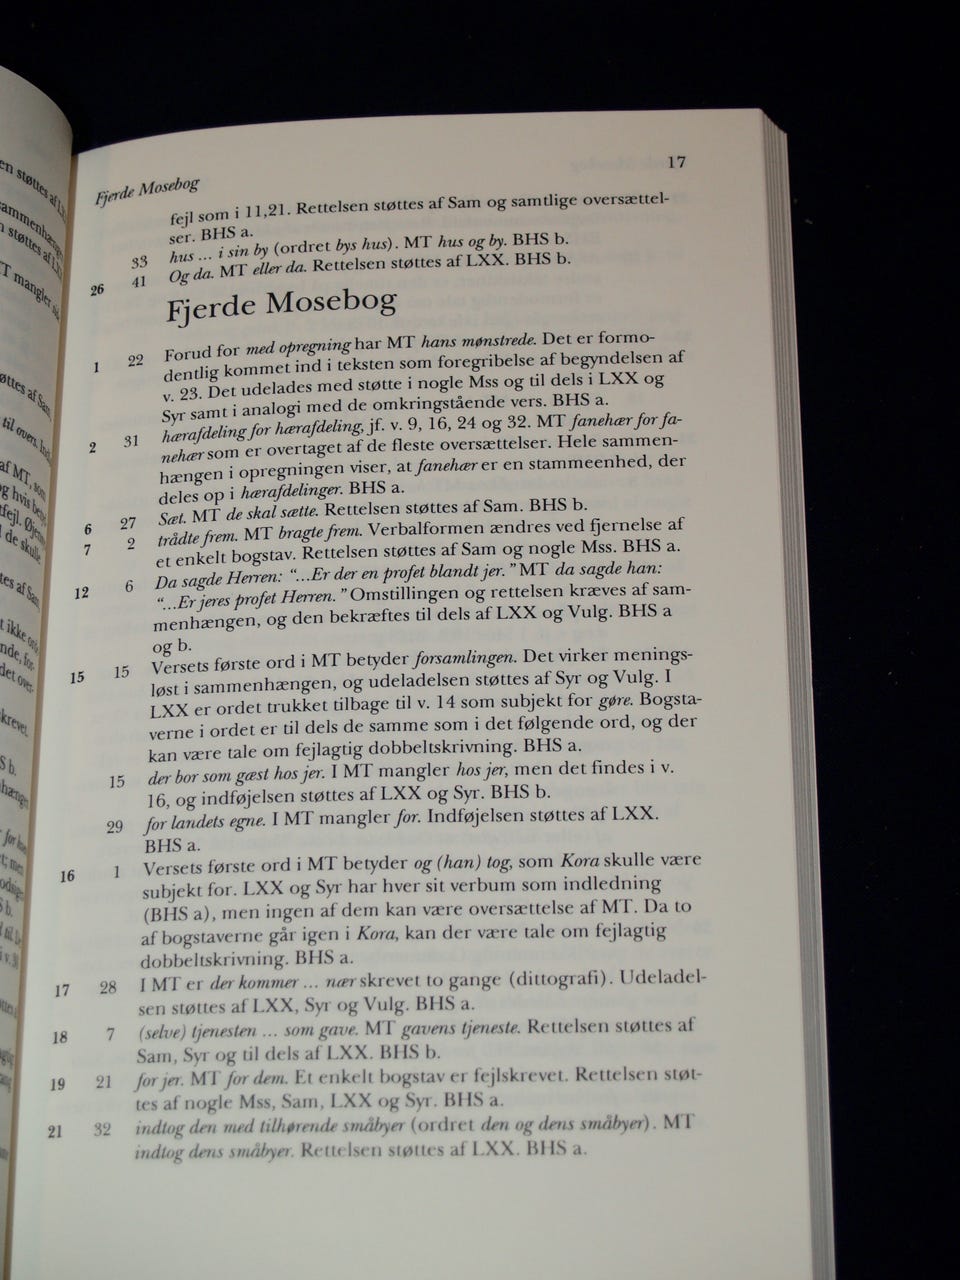 Fjerde Mosebog 17
fejl som i 11,21. Rettelsen støttes af Sam og samtlige oversættel-
ser. BHS a.
33 hus ... i sin by (ordret bys hus). MT hus og by. BHS b.
26 41 Og da. MT eller da. Rettelsen støttes af LXX. BHS b.
Fjerde Mosebog
1 22 Forud for med opregning har MT hans mønstrede. Det er formo-
dentlig kommet ind i teksten som foregribelse af begyndelsen af
v. 23. Det udelades med støtte i nogle Mss og til dels i LXX og
Syr samt i analogi med de omkringstående vers. BHS a.
2 31 hærafdeling for hærafdeling, jf. v. 9, 16, 24 og 32. MT fanehær for fa-
nehær som er overtaget af de fleste oversættelser. Hele sammen-
hængen i opregningen viser, at fanehær er en stammeenhed, der
deles op i hærafdelinger. BHS a.
6 27 Sæt. MT de skal sætte. Rettelsen støttes af Sam. BHS b.
7 2 trådte frem. MT bragte frem. Verbalformen ændres ved fjernelse af
et enkelt bogstav. Rettelsen støttes af Sam og nogle Mss. BHS a.
12 6 Da sagde Herren: “...Er der en profet blandt jer.” MT da sagde han:
“...Er jeres profet Herren.” Omstillingen og rettelsen kræves af sam-
menhængen, og den bekræftes til dels af LXX og Vulg. BHS a
og b.
15 15 Versets første ord i MT betyder forsamlingen. Det virker menings-
løst i sammenhængen, og udeladelsen støttes af Syr og Vulg. I
LXX er ordet trukket tilbage til v. 14 som subjekt for gøre. Bogsta-
verne i ordet er til dels de samme som i det følgende ord, og der
kan være tale om fejlagtig dobbeltskrivning. BHS a.
15 der bor som gæst hos jer. I MT mangler hos jer, men det findes i v.
16, og indføjelsen støttes af LXX og Syr. BHS b.
29 for landets egne. I MT mangler for. Indføjelsen støttes af LXX.
BHS a.
16 1 Versets første ord i MT betyder og (han) tog, som Kora skulle være
subjekt for. LXX og Syr har hver sit verbum som indledning
(BHS a), men ingen af dem kan være oversættelse af MT. Da to
af bogstaverne går igen i Kora, kan der være tale om fejlagtig
dobbeltskrivning. BHS a.
17 28 I MT er der kommer ... nær skrevet to gange (dittografi). Udeladel-
sen støttes af LXX, Syr og Vulg. BHS a.
18 7 (selve) tjenesten ... som gave. MT gavens tjeneste. Rettelsen støttes af
Sam, Syr og til dels af LXX. BHS b.
19 21 for jer. MT for dem. Et enkelt bogstav er fejlskrevet. Rettelsen støt-
tes af nogle Mss, Sam, LXX og Syr. BHS a.
21 32 indtog den med tilhørende småbyer (ordret den og dens småbyer). MT
indtog dens småbyer. Rettelsen støttes af LXX. BHS a.